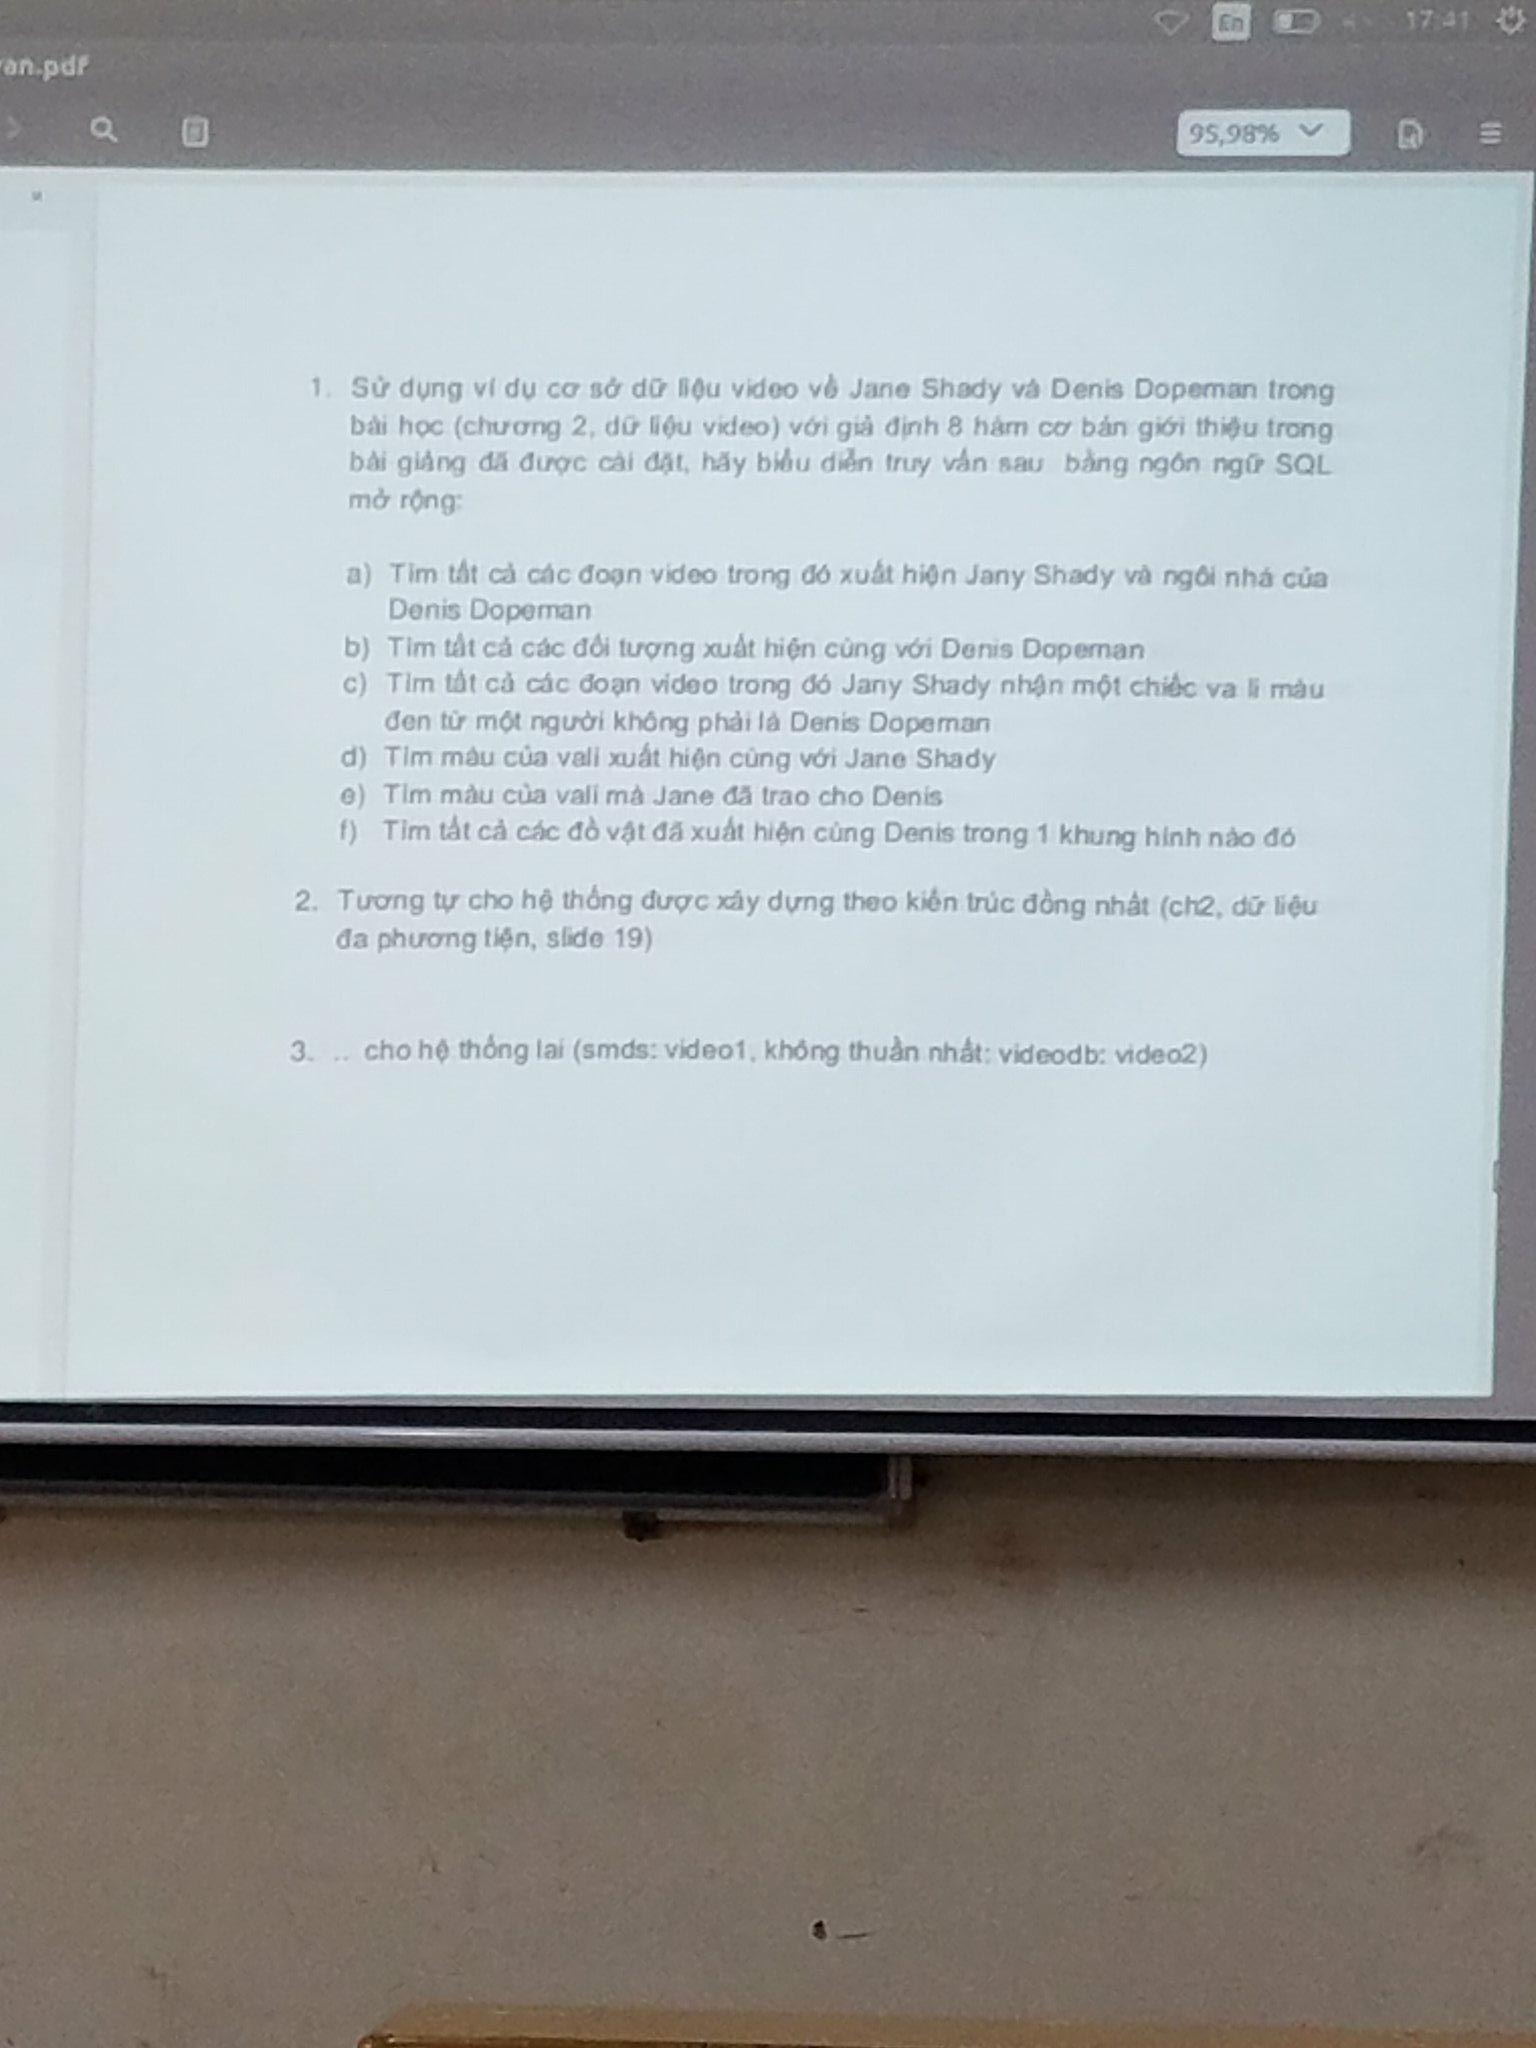 En
17:41
an.pdf
95,98%
1. Sử dụng ví dụ cơ sở dữ liệu video về Jane Shady và Denis Dopeman trong
bài học (chương 2, dữ liệu video) với giả định 8 hàm cơ bản giới thiệu trong
bài giảng đã được cài đặt, hãy biểu diễn truy vấn sau bằng ngôn ngữ SQL
mở rộng:
a) Tìm tất cả các đoạn video trong đó xuất hiện Jany Shady và ngôi nhà của
Denis Dopeman
b) Tìm tất cả các đối tượng xuất hiện cùng với Denis Dopeman
c) Tìm tất cả các đoạn video trong đó Jany Shady nhận một chiếc va li màu
đen từ một người không phải là Denis Dopeman
d) Tìm màu của vali xuất hiện cùng với Jane Shady
e) Tìm màu của vali mà Jane đã trao cho Denis
f) Tìm tất cả các đồ vật đã xuất hiện cùng Denis trong 1 khung hình nào đó
2. Tương tự cho hệ thống được xây dựng theo kiến trúc đồng nhất (ch2, dữ liệu
đa phương tiện, slide 19)
3. .. cho hệ thống lai (smds: video1, không thuần nhất: videodb: video2)